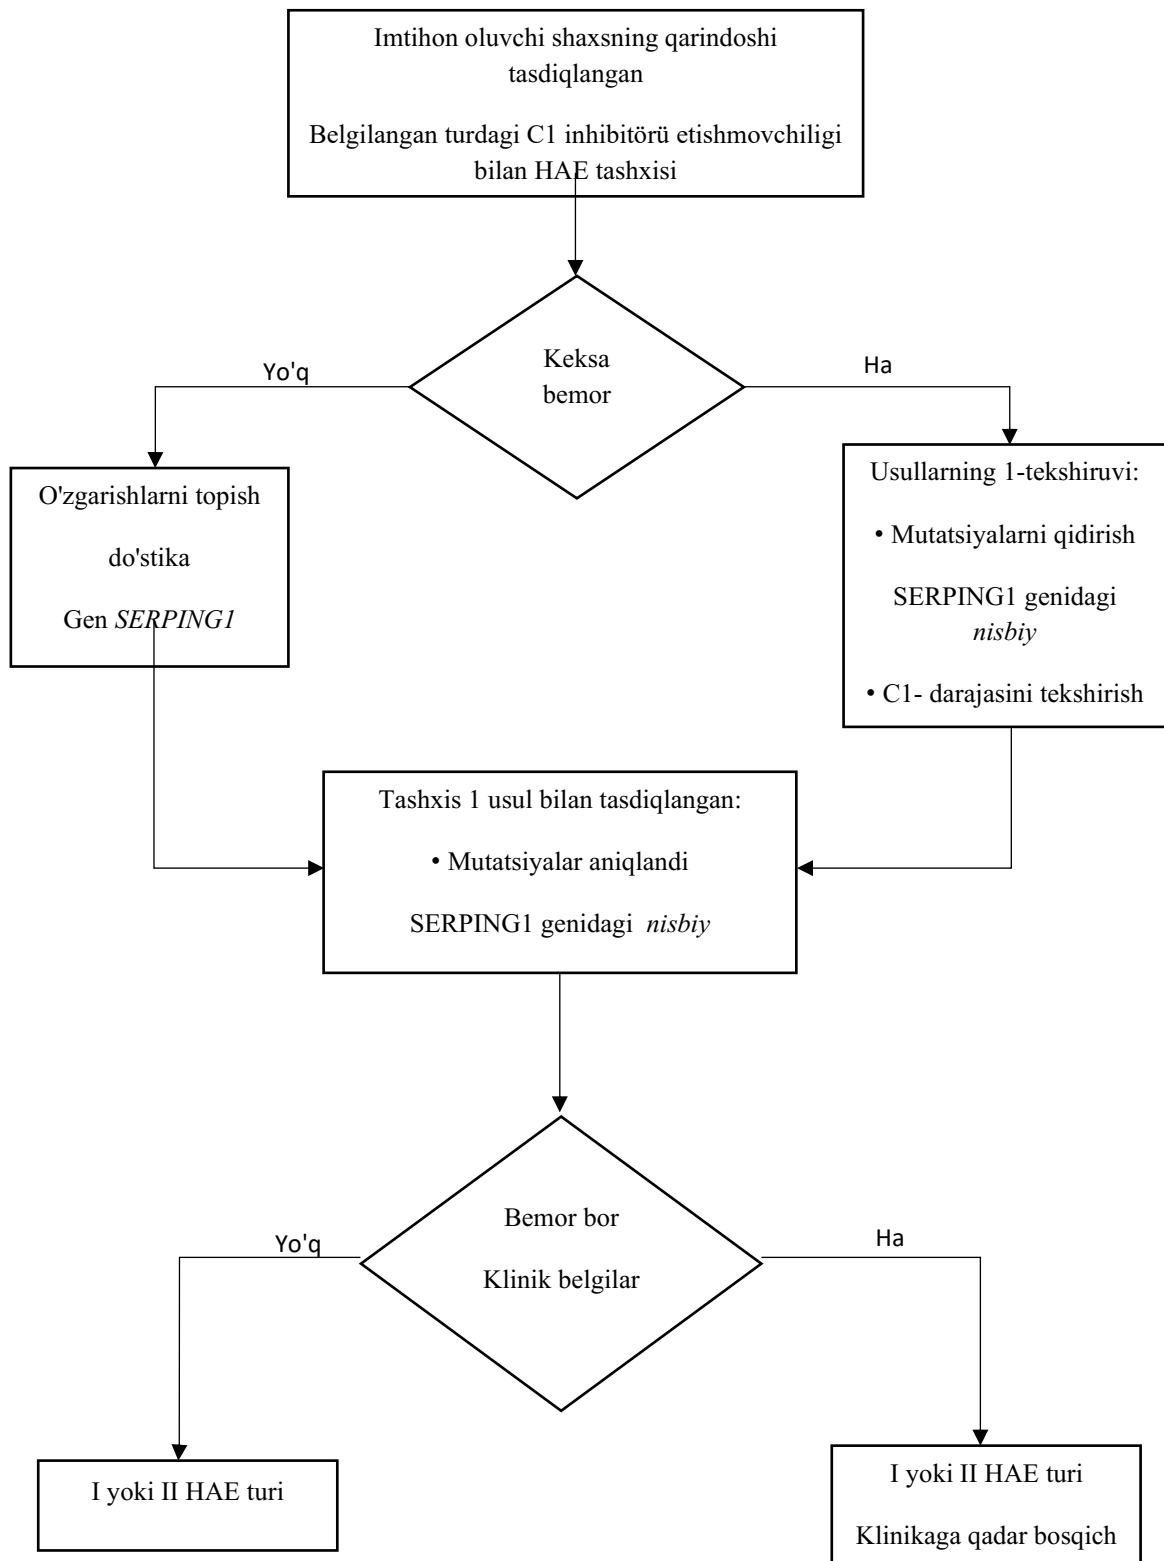 Imtihon oluvchi shaxsning qarindoshi
tasdiqlangan
Belgilangan turdagi C1 inhibitörü etishmovchiligi
bilan HAE tashxisi
Keksa
bemor
Yo'q
Ha
O'zgarishlarni topish
do'stika
Gen SERPING1
Usullarning 1-tekshiruvi:
• Mutatsiyalarni qidirish
SERPING1 genidagi
nisbiy
• C1- darajasini tekshirish
Tashxis 1 usul bilan tasdiqlangan:
• Mutatsiyalar aniqlandi
SERPING1 genidagi nisbiy
Bemor bor
Klinik belgilar
Yo'q
Ha
I yoki II HAE turi
I yoki II HAE turi
Klinikaga qadar bosqich